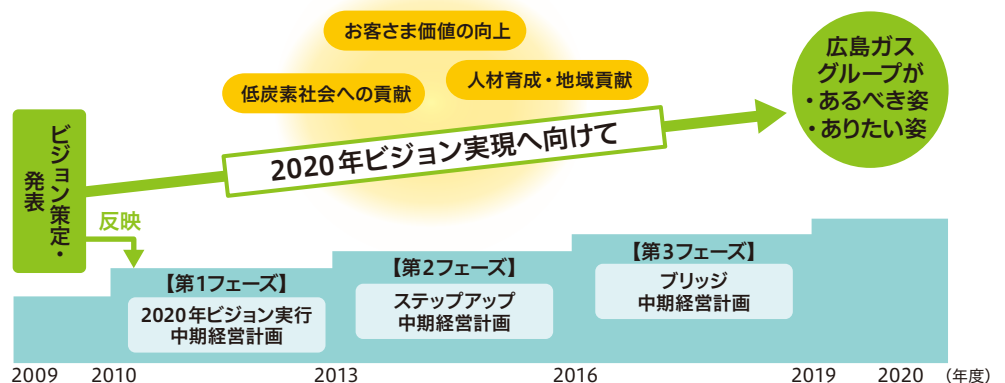 お客さま価値の向上
低炭素社会への貢献
人材育成・地域貢献
広島ガス
グループが
・あるべき姿
・ありたい姿
2020年ビジョン実現へ向けて
ビジョン策定・
発表
反映
【第1フェーズ】
2020年ビジョン実行
中期経営計画
【第2フェーズ】
ステップアップ
中期経営計画
【第3フェーズ】
ブリッジ
中期経営計画
2009 2010 2013 2016 2019 2020 (年度)